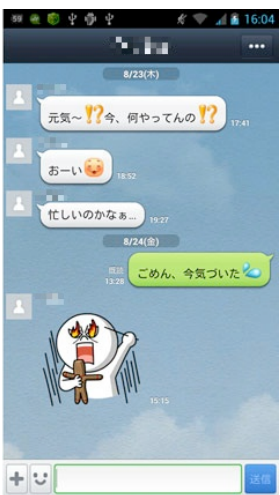 16:04
8/23(木)
元気～⁉今、何やってんの⁉
17:41
おーい
18:52
忙しいのかなぁ...
19:27
8/24(金)
既読
13:28
ごめん、今気づいた
15:15
送信